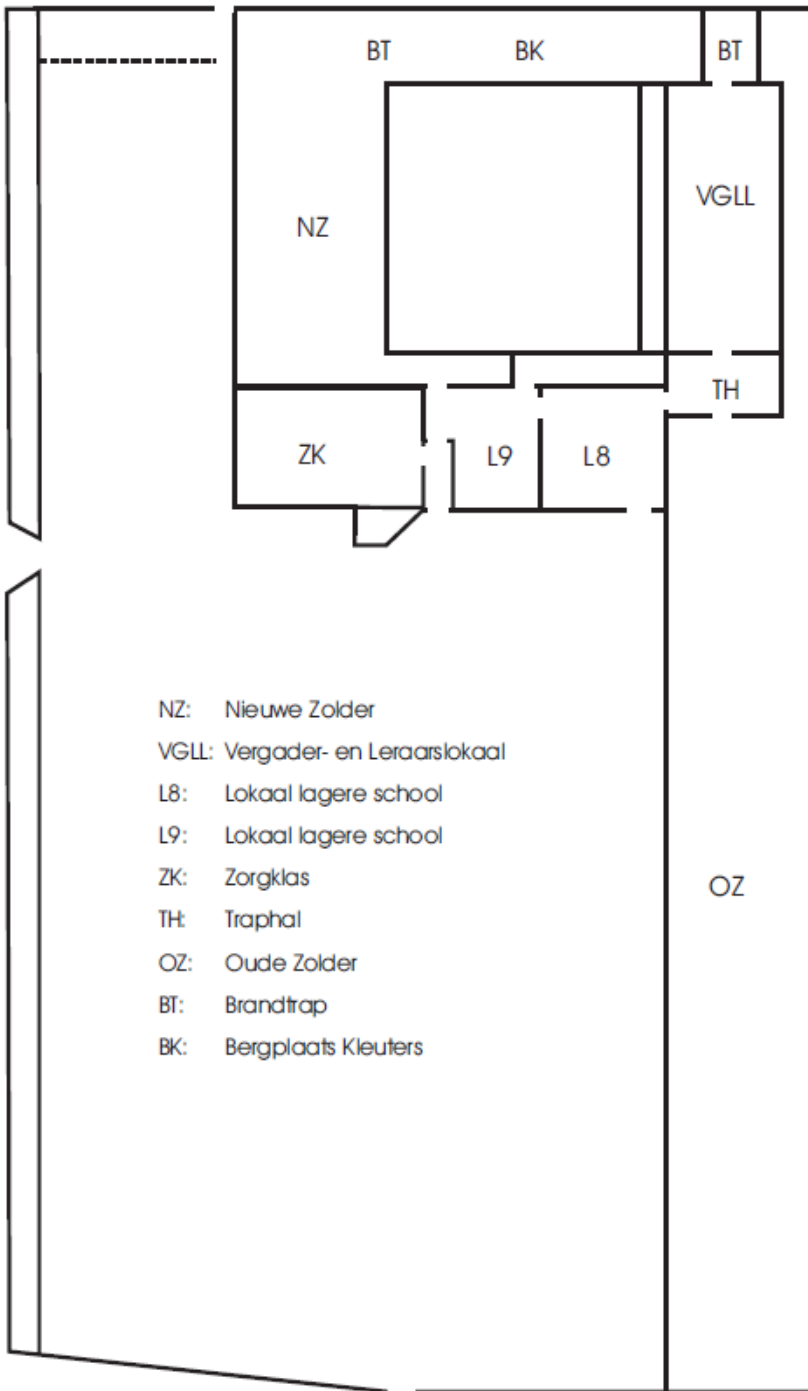 BT BK BT
VGLL
NZ
TH
ZK L9 L8
NZ: Nieuwe Zolder
VGLL: Vergader- en Leraarslokaal
L8: Lokaal lagere school
L9: Lokaal lagere school
ZK: Zorgklas
TH: Traphal
OZ: Oude Zolder
BT: Brandtrap
BK: Bergplaats Kleuters
OZ